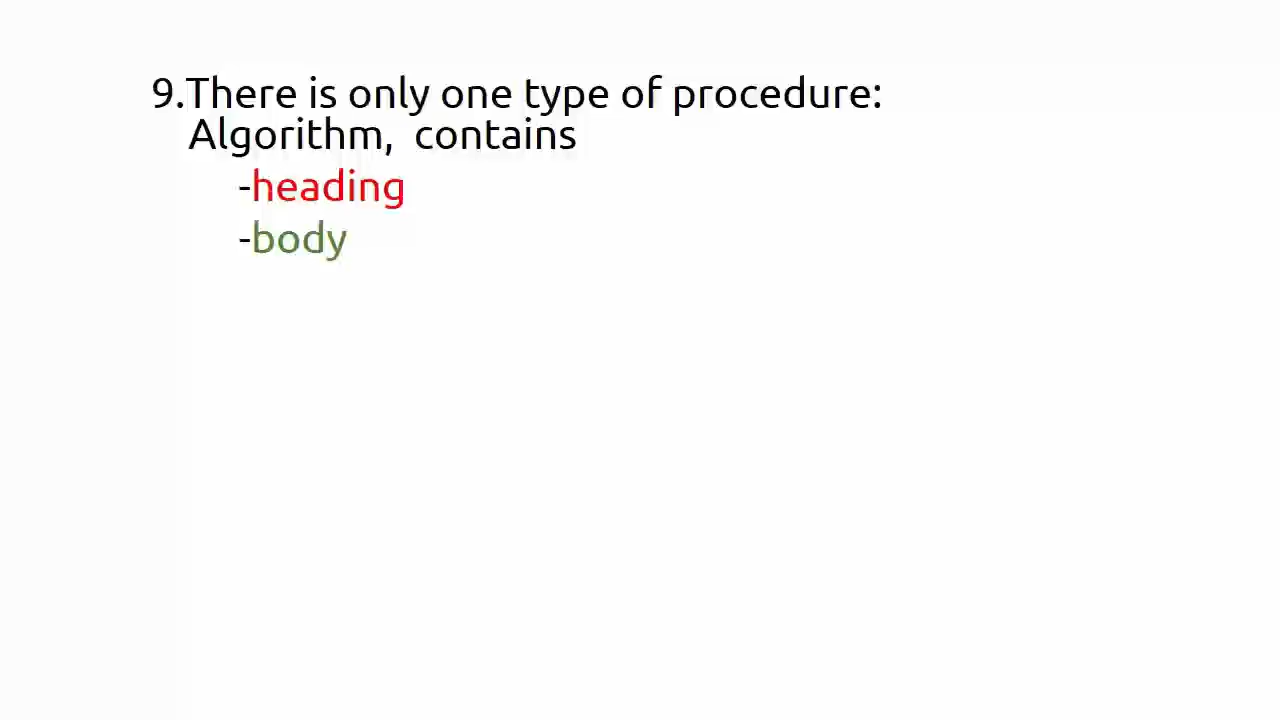 9.There is only one type of procedure:
Algorithm, contains
-heading
-body